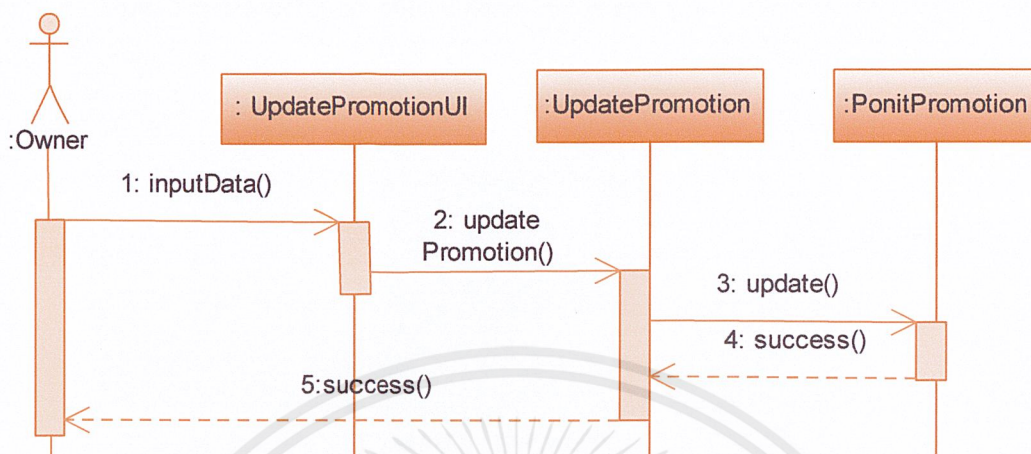 : UpdatePromotionUI
:UpdatePromotion
:PonitPromotion
:Owner
1: inputData()
2: update
Promotion()
3: update()
4: success()
5:success()